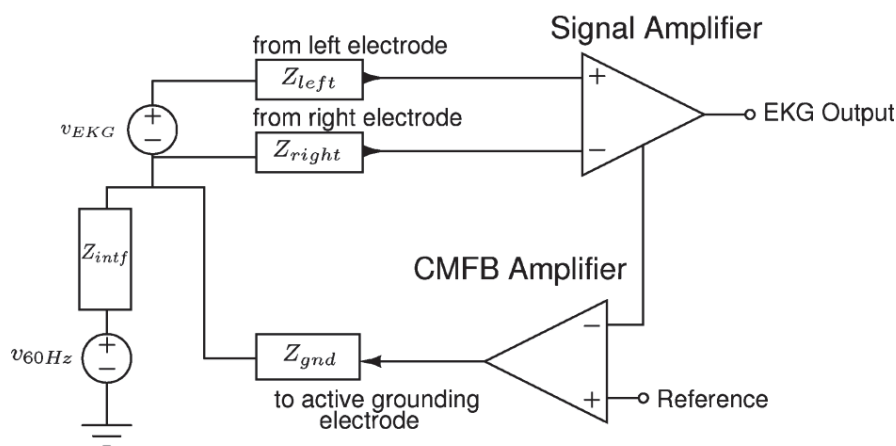 Signal Amplifier
from left electrode
Z_left
+
+
v_EKG
−
from right electrode
Z_right
−
EKG Output
Z_intf
CMFB Amplifier
−
+
v_60Hz
−
Z_gnd
to active grounding
electrode
+
Reference